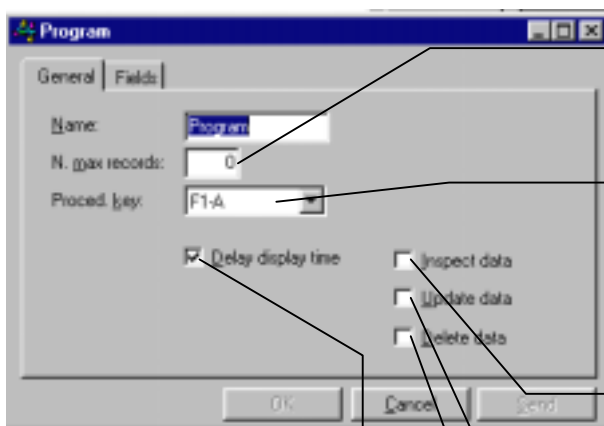 Program
General Fields
Name: Program
N. max records: 0
Proced. key: F1-A
Delay display time Inspect data
Update data
Delete data
OK Cancel Send